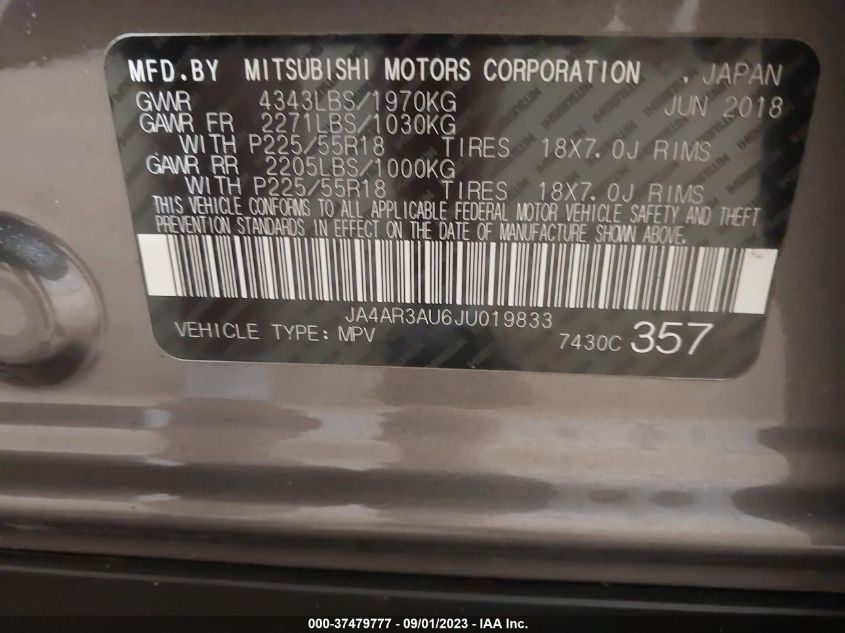 MFD.BY MITSUBISHI MOTORS CORPORATION . JAPAN
GVWR 4343LBS/1970KG JUN 2018
GAWR FR 2271LBS/1030KG
WITH P225/55R18 TIRES 18X7.0J RIMS
GAWR RR 2205LBS/1000KG
WITH P225/55R18 TIRES 18X7.0J RIMS
THIS VEHICLE CONFORMS TO ALL APPLICABLE FEDERAL MOTOR VEHICLE SAFETY AND THEFT
PREVENTION STANDARDS IN EFFECT ON THE DATE OF MANUFACTURE SHOWN ABOVE.
JA4AR3AU6JU019833
VEHICLE TYPE: MPV 7430C 357
000-37479777 - 09/01/2023 - IAA Inc.